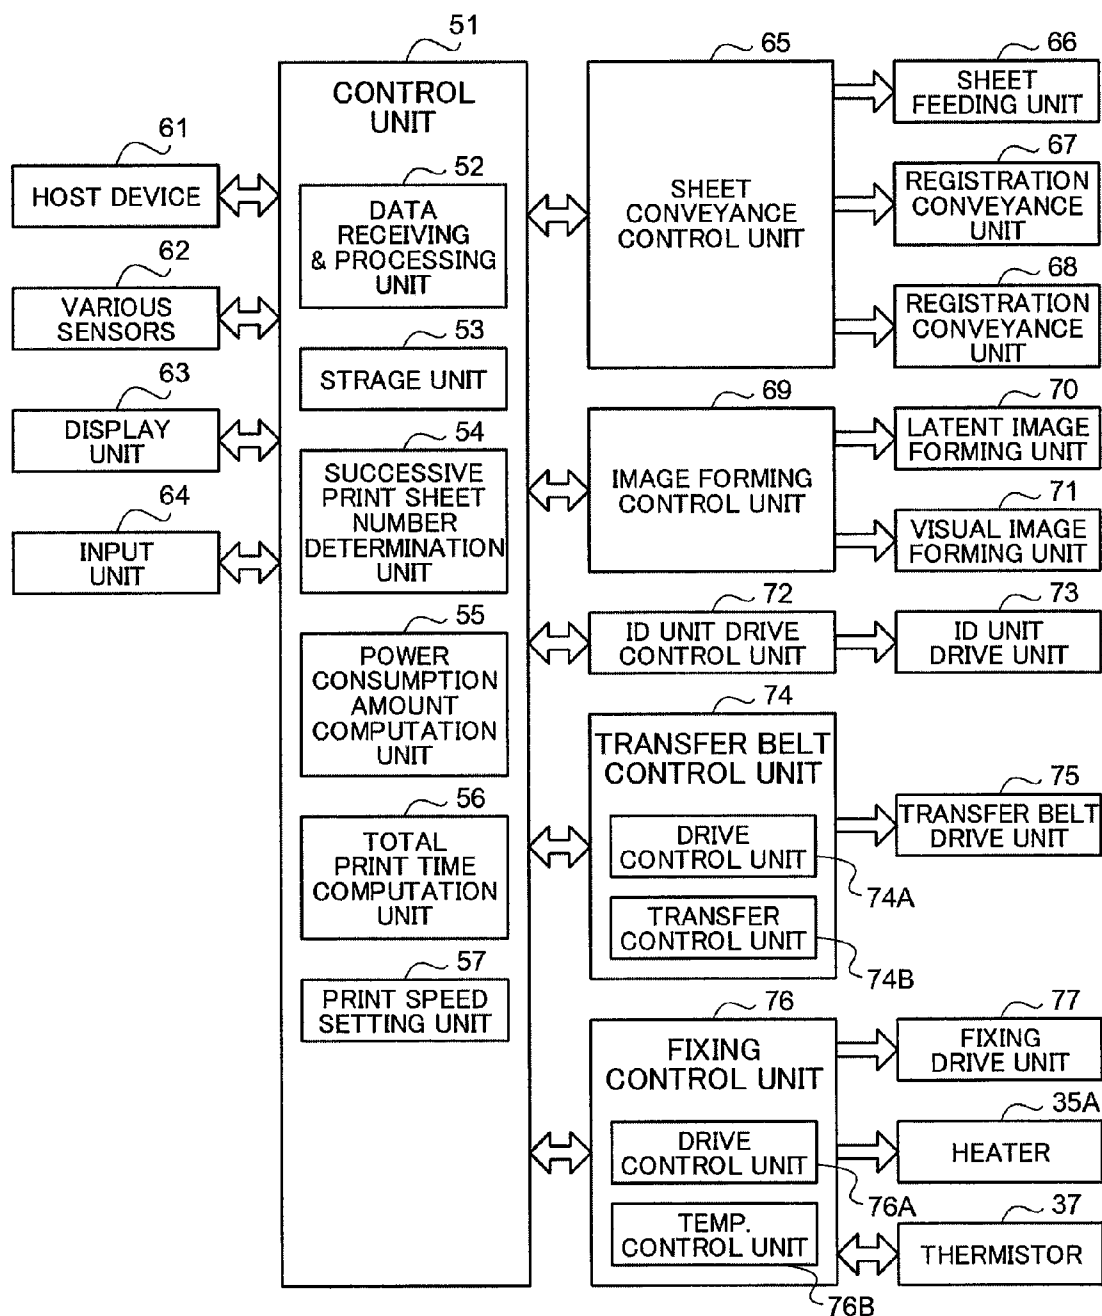 51
CONTROL
UNIT
61
HOST DEVICE
62
VARIOUS
SENSORS
63
DISPLAY
UNIT
64
INPUT
UNIT
52
DATA
RECEIVING
& PROCESSING
UNIT
53
STRAGE UNIT
54
SUCCESSIVE
PRINT SHEET
NUMBER
DETERMINATION
UNIT
55
POWER
CONSUMPTION
AMOUNT
COMPUTATION
UNIT
56
TOTAL
PRINT TIME
COMPUTATION
UNIT
57
PRINT SPEED
SETTING UNIT
65
SHEET
CONVEYANCE
CONTROL UNIT
66
SHEET
FEEDING UNIT
67
REGISTRATION
CONVEYANCE
UNIT
68
REGISTRATION
CONVEYANCE
UNIT
69
IMAGE FORMING
CONTROL UNIT
70
LATENT IMAGE
FORMING UNIT
71
VISUAL IMAGE
FORMING UNIT
72
ID UNIT DRIVE
CONTROL UNIT
73
ID UNIT
DRIVE UNIT
74
TRANSFER BELT
CONTROL UNIT
DRIVE
CONTROL UNIT
74A
TRANSFER
CONTROL UNIT
74B
75
TRANSFER BELT
DRIVE UNIT
76
FIXING
CONTROL UNIT
DRIVE
CONTROL UNIT
76A
TEMP.
CONTROL UNIT
76B
77
FIXING
DRIVE UNIT
35A
HEATER
37
THERMISTOR